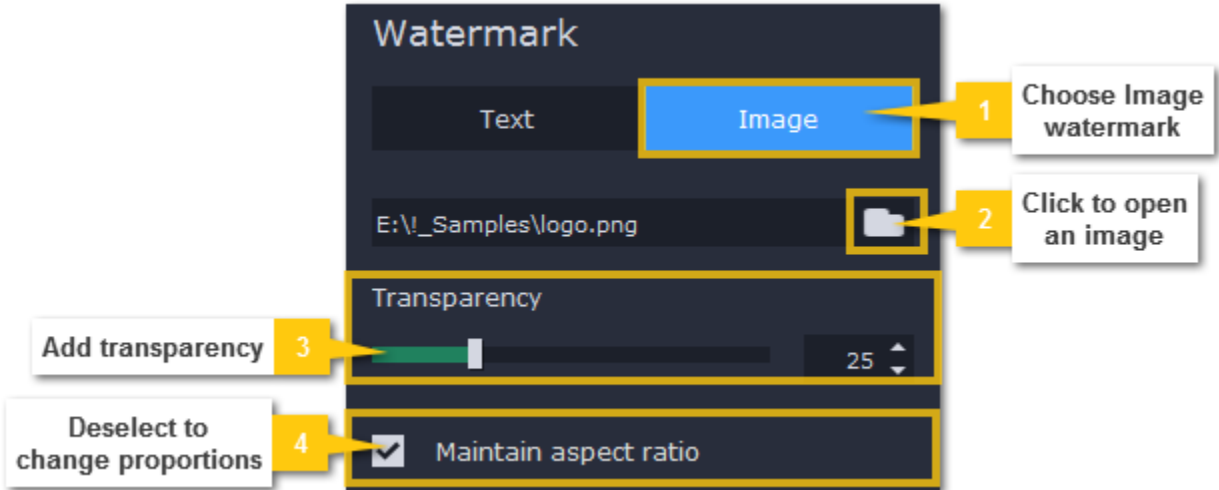 Watermark
Text
Image
1
Choose Image
watermark
E:\!_Samples\logo.png
2
Click to open
an image
Transparency
Add transparency
3
25
Deselect to
change proportions
4
Maintain aspect ratio